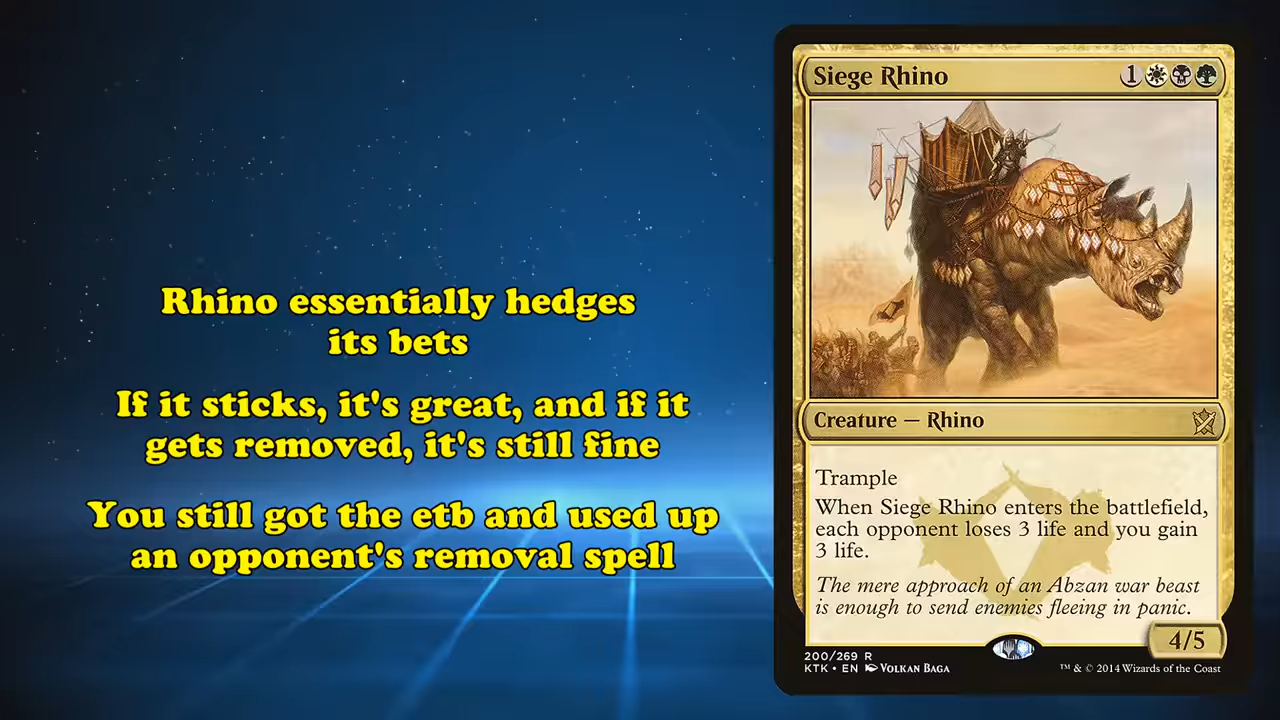 Rhino essentially hedges
its bets
If it sticks, it's great, and if it
gets removed, it's still fine
You still got the etb and used up
an opponent's removal spell
Siege Rhino
1
Creature — Rhino
Trample
When Siege Rhino enters the battlefield,
each opponent loses 3 life and you gain
3 life.
The mere approach of an Abzan war beast
is enough to send enemies fleeing in panic.
4/5
200/269 R
KTK • EN VOLKAN BAGA
™ & © 2014 Wizards of the Coast